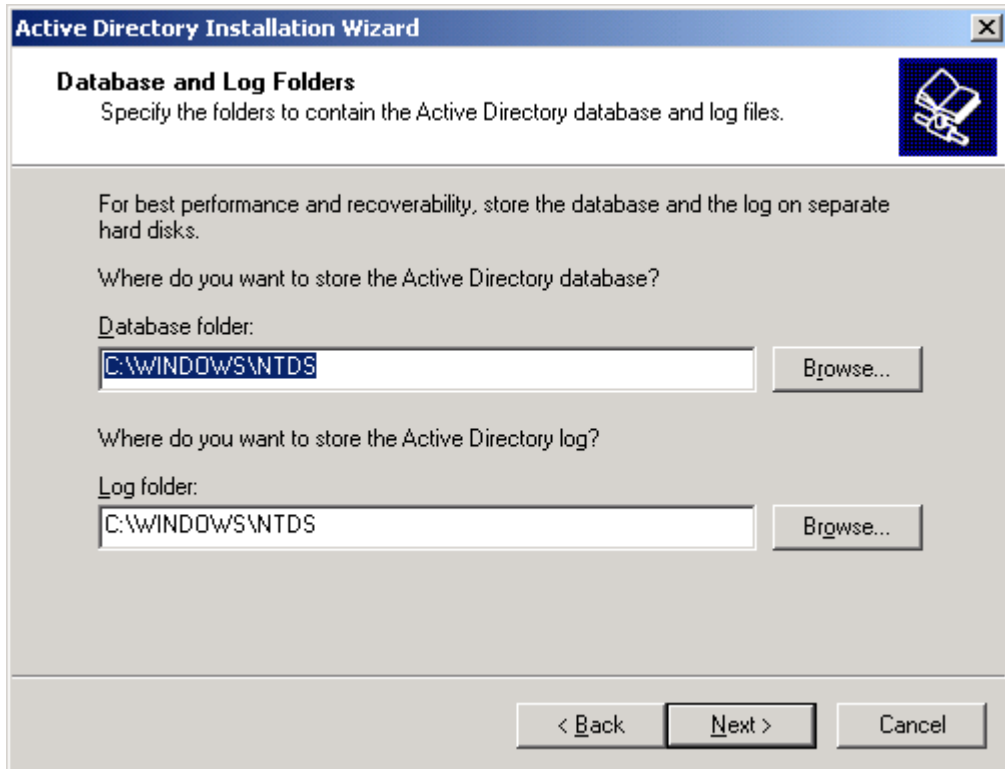 Active Directory Installation Wizard
Database and Log Folders
Specify the folders to contain the Active Directory database and log files.
For best performance and recoverability, store the database and the log on separate
hard disks.
Where do you want to store the Active Directory database?
Database folder:
C:\WINDOWS\NTDS
Browse...
Where do you want to store the Active Directory log?
Log folder:
C:\WINDOWS\NTDS
Browse...
< Back
Next >
Cancel